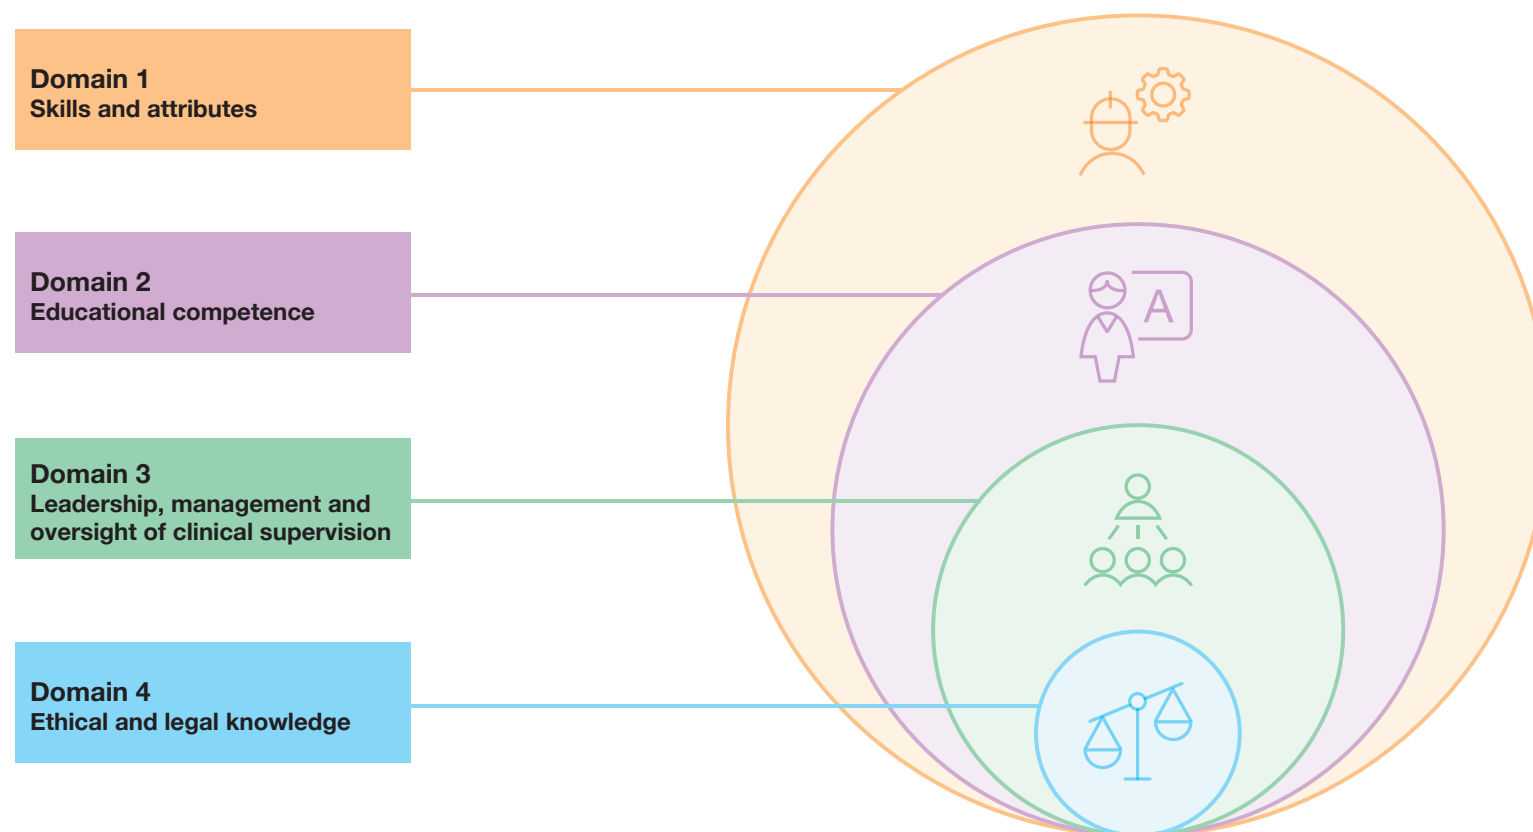 Domain 1
Skills and attributes
Domain 2
Educational competence
A
Domain 3
Leadership, management and
oversight of clinical supervision
Domain 4
Ethical and legal knowledge